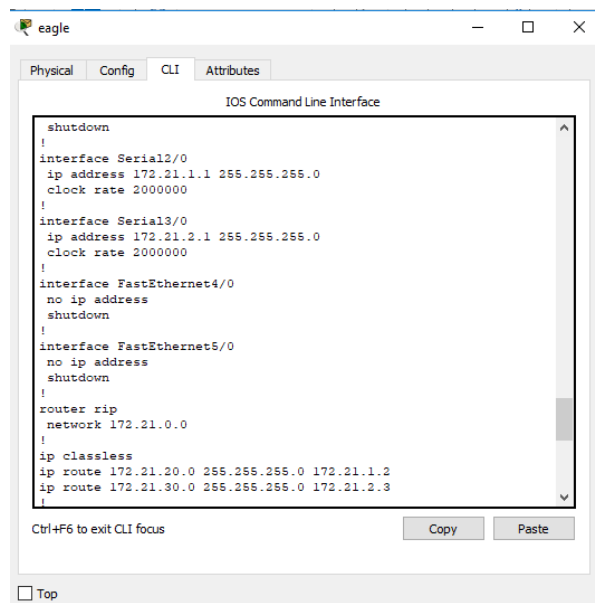 eagle
Physical Config CLI Attributes
IOS Command Line Interface
shutdown
!
interface Serial2/0
ip address 172.21.1.1 255.255.255.0
clock rate 2000000
!
interface Serial3/0
ip address 172.21.2.1 255.255.255.0
clock rate 2000000
!
interface FastEthernet4/0
no ip address
shutdown
!
interface FastEthernet5/0
no ip address
shutdown
!
router rip
network 172.21.0.0
!
ip classless
ip route 172.21.20.0 255.255.255.0 172.21.1.2
ip route 172.21.30.0 255.255.255.0 172.21.2.3
!
Ctrl+F6 to exit CLI focus
Copy Paste
Top